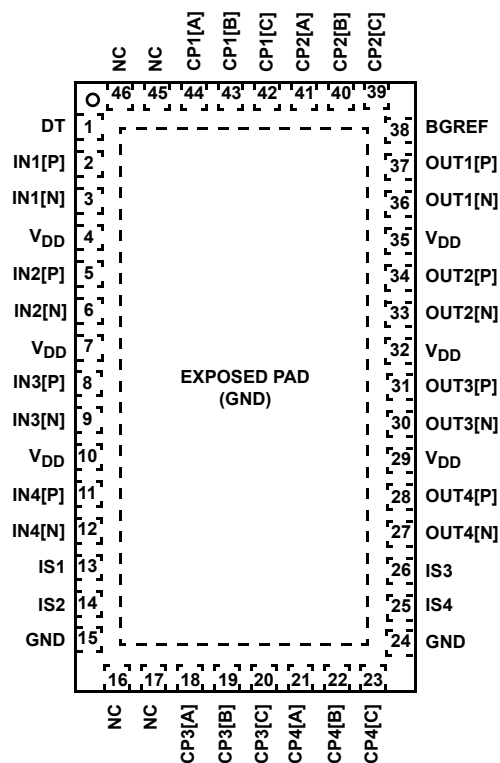 NC NC CP1[A] CP1[B] CP1[C] CP2[A] CP2[B] CP2[C]
46 45 44 43 42 41 40 39
DT 1 38 BGREF
IN1[P] 2 37 OUT1[P]
IN1[N] 3 36 OUT1[N]
VDD 4 35 VDD
IN2[P] 5 34 OUT2[P]
IN2[N] 6 33 OUT2[N]
VDD 7 32 VDD
IN3[P] 8 EXPOSED PAD 31 OUT3[P]
(GND)
IN3[N] 9 30 OUT3[N]
VDD 10 29 VDD
IN4[P] 11 28 OUT4[P]
IN4[N] 12 27 OUT4[N]
IS1 13 26 IS3
IS2 14 25 IS4
GND 15 24 GND
16 17 18 19 20 21 22 23
NC NC CP3[A] CP3[B] CP3[C] CP4[A] CP4[B] CP4[C]